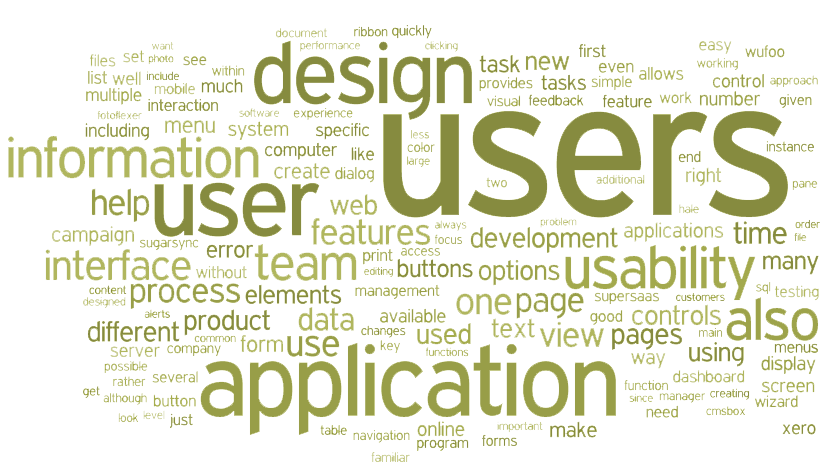 document ribbon quickly
want performance clicking
files set photo see design task new first easy wufoo
within even working
list well include provides tasks simple allows control approach
multiple mobile much visual feedback feature work number given
interaction
fotoflexer software experience
including menu system specific users less instance
information computer like color end
large
create dialog two additional right pane
help user web hale
campaign features always problem development applications time order
sugarsync error focus file
interface without team print access buttons options usability many
editing
content process elements management one page supersaas customers sql testing
designed
alerts product data available good controls also
different common form use changes used text view pages main menus
server company key functions way using display
possible application dashboard
rather several function screen
get although button since manager creating wizard
look level just need cmsbox
table navigation online important make xero
program forms
familiar